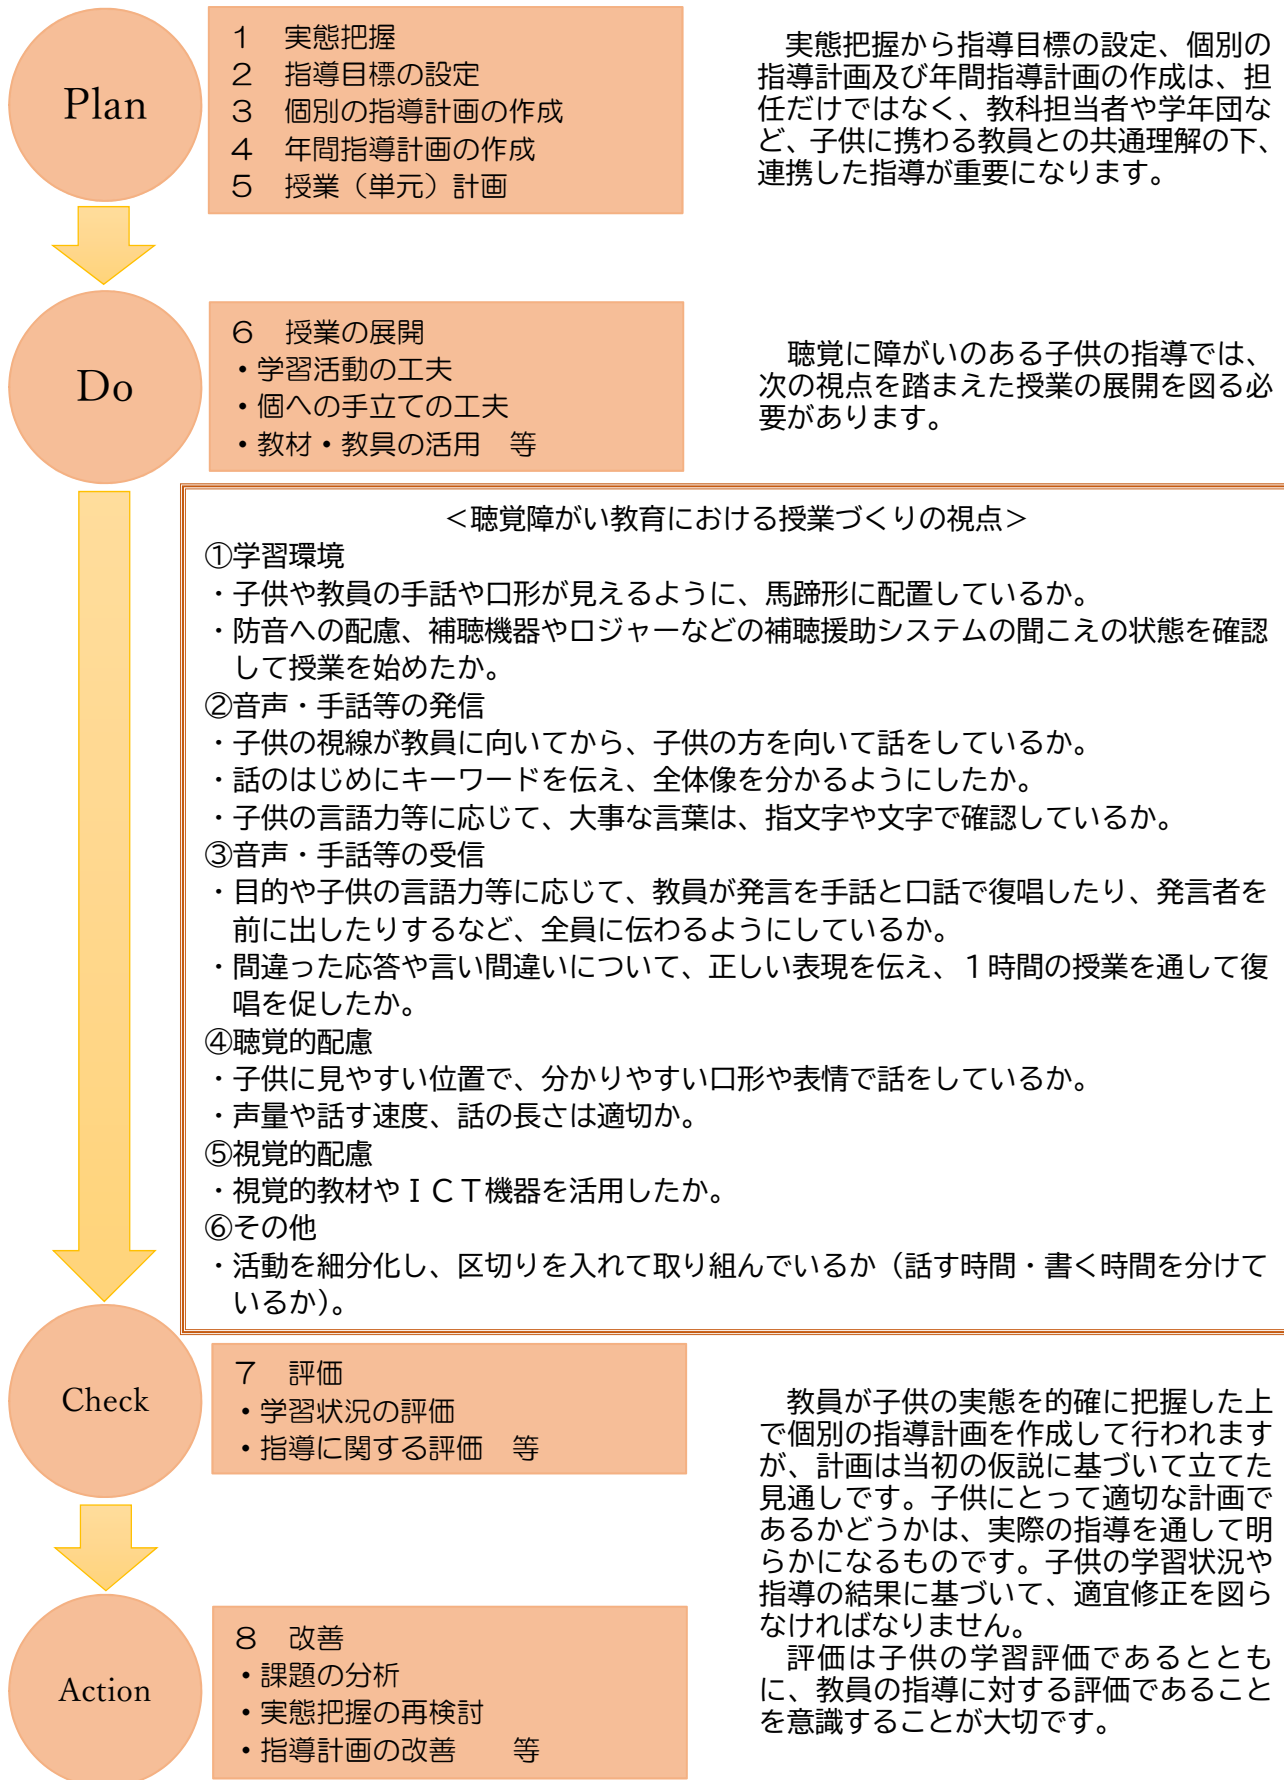 Plan
１　実態把握
２　指導目標の設定
３　個別の指導計画の作成
４　年間指導計画の作成
５　授業（単元）計画
　実態把握から指導目標の設定、個別の
指導計画及び年間指導計画の作成は、担
任だけではなく、教科担当者や学年団な
ど、子供に携わる教員との共通理解の下、
連携した指導が重要になります。
Do
６　授業の展開
・学習活動の工夫
・個への手立ての工夫
・教材・教具の活用　等
　聴覚に障がいのある子供の指導では、
次の視点を踏まえた授業の展開を図る必
要があります。
＜聴覚障がい教育における授業づくりの視点＞
①学習環境
・子供や教員の手話や口形が見えるように、馬蹄形に配置しているか。
・防音への配慮、補聴機器やロジャーなどの補聴援助システムの聞こえの状態を確認
して授業を始めたか。
②音声・手話等の発信
・子供の視線が教員に向いてから、子供の方を向いて話をしているか。
・話のはじめにキーワードを伝え、全体像を分かるようにしたか。
・子供の言語力等に応じて、大事な言葉は、指文字や文字で確認しているか。
③音声・手話等の受信
・目的や子供の言語力等に応じて、教員が発言を手話と口話で復唱したり、発言者を
前に出したりするなど、全員に伝わるようにしているか。
・間違った応答や言い間違いについて、正しい表現を伝え、１時間の授業を通して復
唱を促したか。
④聴覚的配慮
・子供に見やすい位置で、分かりやすい口形や表情で話をしているか。
・声量や話す速度、話の長さは適切か。
⑤視覚的配慮
・視覚的教材やＩＣＴ機器を活用したか。
⑥その他
・活動を細分化し、区切りを入れて取り組んでいるか（話す時間・書く時間を分けて
いるか）。
Check
７　評価
・学習状況の評価
・指導に関する評価　等
　教員が子供の実態を的確に把握した上
で個別の指導計画を作成して行われます
が、計画は当初の仮説に基づいて立てた
見通しです。子供にとって適切な計画で
あるかどうかは、実際の指導を通して明
らかになるものです。子供の学習状況や
指導の結果に基づいて、適宜修正を図ら
なければなりません。
　評価は子供の学習評価であるととも
に、教員の指導に対する評価であること
を意識することが大切です。
Action
８　改善
・課題の分析
・実態把握の再検討
・指導計画の改善　　等